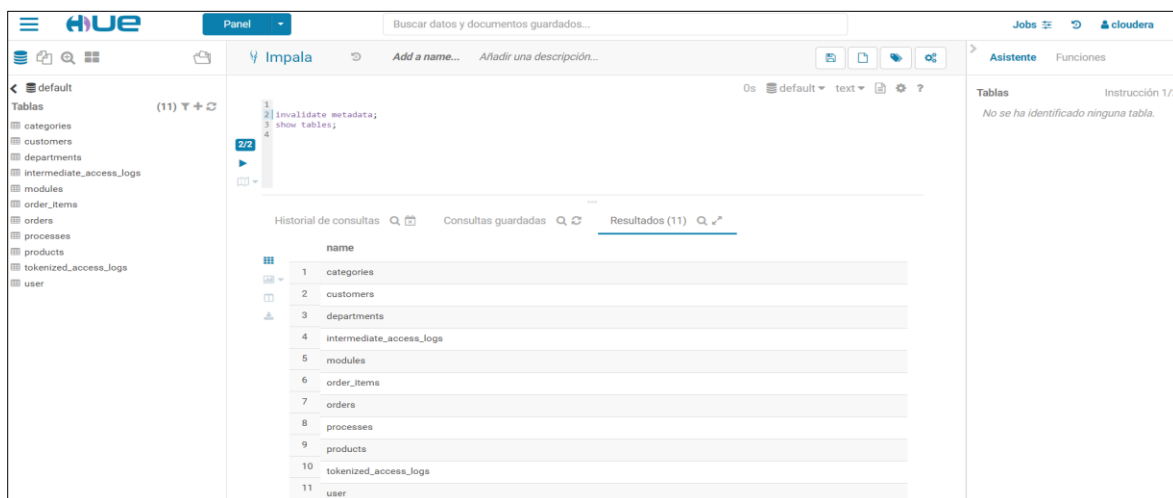 HUE Panel Buscar datos y documentos guardados... Jobs cloudera
Impala Add a name... Añadir una descripción... Asistente Funciones
default
Tablas (11)
categories
customers
departments
intermediate_access_logs
modules
order_items
orders
processes
products
tokenized_access_logs
user
0s default text ?
1
2 invalidate metadata;
3 show tables;
4
2/2
Tablas Instrucción 1/
No se ha identificado ninguna tabla.
Historial de consultas Consultas guardadas Resultados (11)
name
1 categories
2 customers
3 departments
4 intermediate_access_logs
5 modules
6 order_items
7 orders
8 processes
9 products
10 tokenized_access_logs
11 user